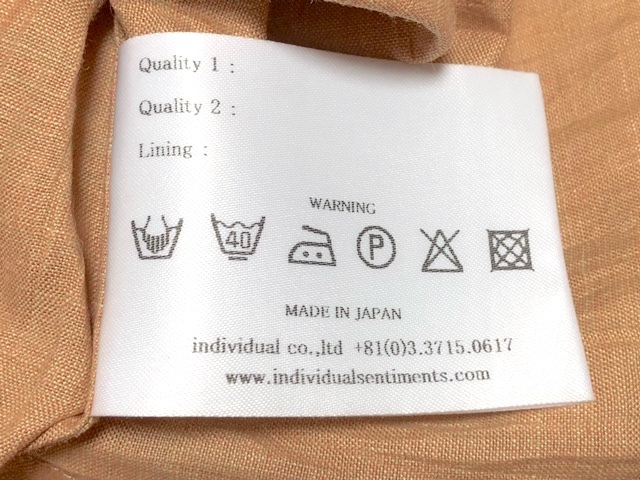 Quality 1 :
Quality 2 :
Lining :
WARNING
40
P
MADE IN JAPAN
individual co.,ltd +81(0)3.3715.0617
www.individualsentiments.com